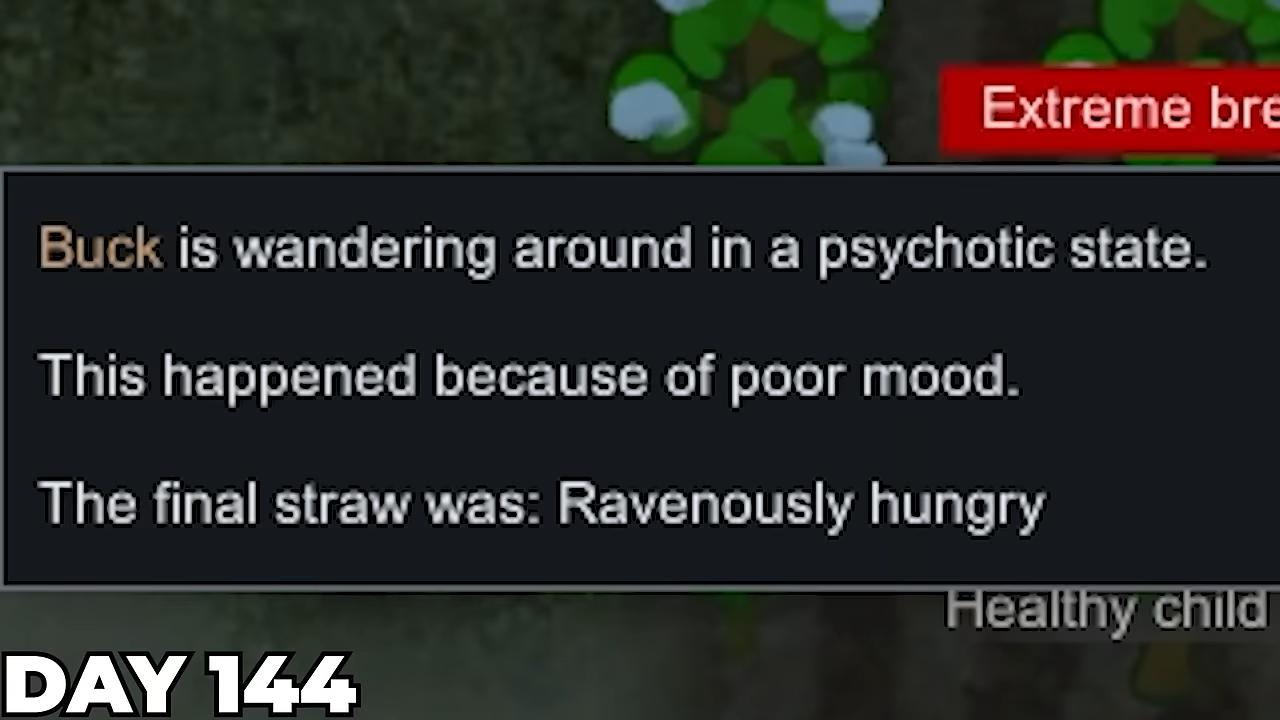 Extreme bre
Buck is wandering around in a psychotic state.
This happened because of poor mood.
The final straw was: Ravenously hungry
Healthy child
DAY 144